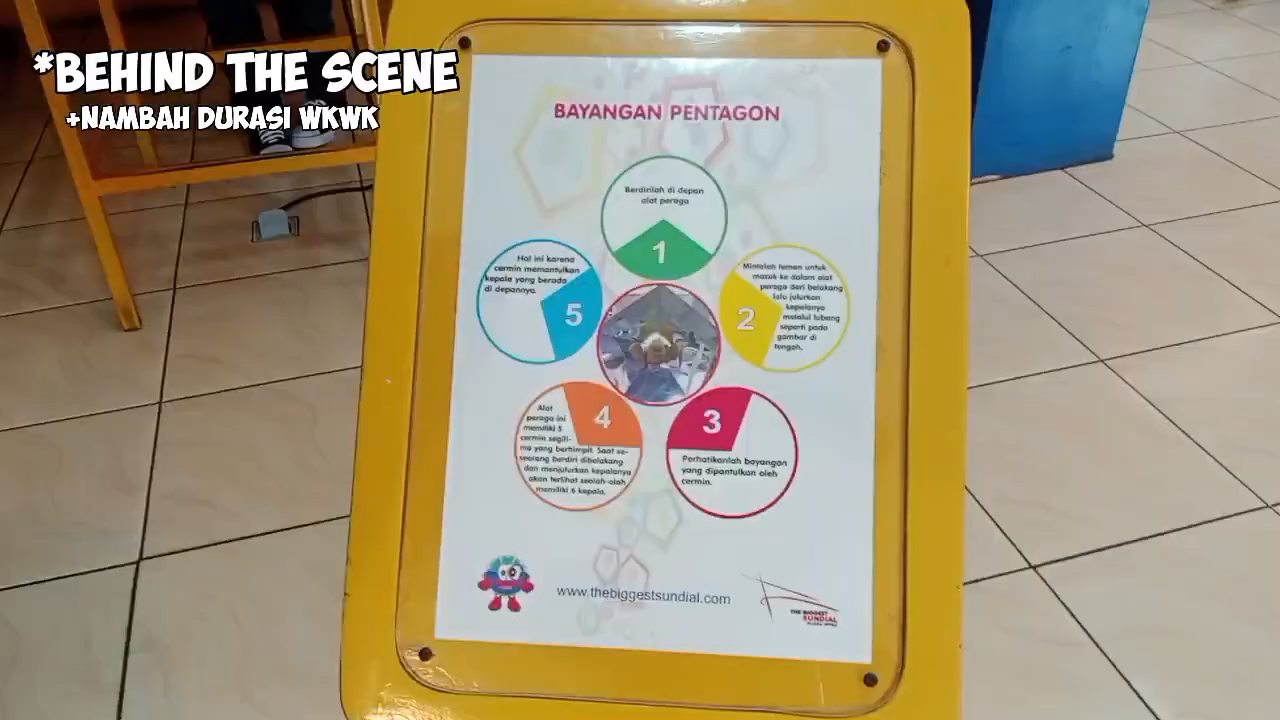 *BEHIND THE SCENE
+NAMBAH DURASI WKWK
BAYANGAN PENTAGON
Berdirilah di depan
alat peraga
1
Mintalah teman untuk
masuk ke dalam alat
peraga dari belakang
lalu julurkan
kepalanya
melalui lubang
seperti pada
gambar di
tengah.
2
3
Perhatikanlah bayangan
yang dipantulkan oleh
cermin.
4
Alat
peraga ini
memiliki 5
cermin segili-
ma yang berhimpit. Saat se-
seorang berdiri dibelakang
dan menjulurkan kepalanya
akan terlihat seolah-olah
memiliki 6 kepala.
5
Hal ini karena
cermin memantulkan
kepala yang berada
di depannya.
www.thebiggestsundial.com
THE BIGGEST
SUNDIAL